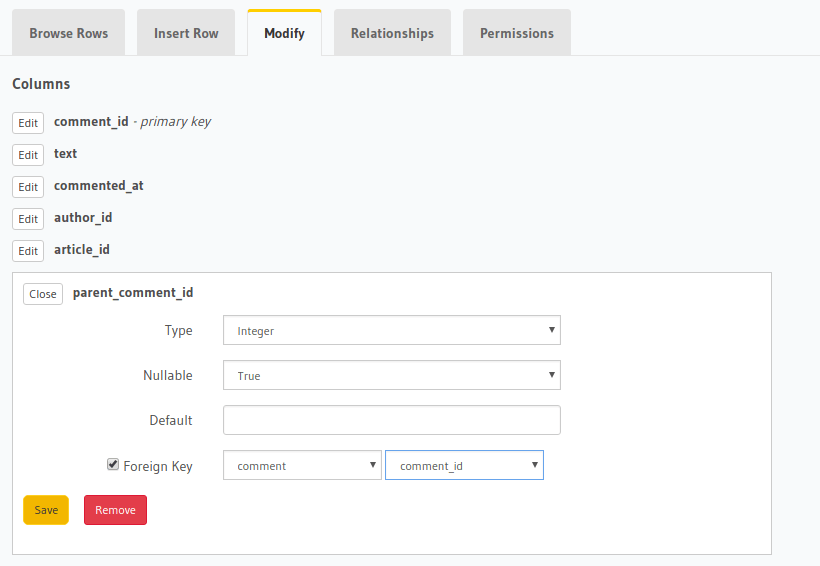 Browse Rows Insert Row Modify Relationships Permissions
Columns
Edit comment_id - primary key
Edit text
Edit commented_at
Edit author_id
Edit article_id
Close parent_comment_id
Type Integer
Nullable True
Default
Foreign Key comment comment_id
Save Remove